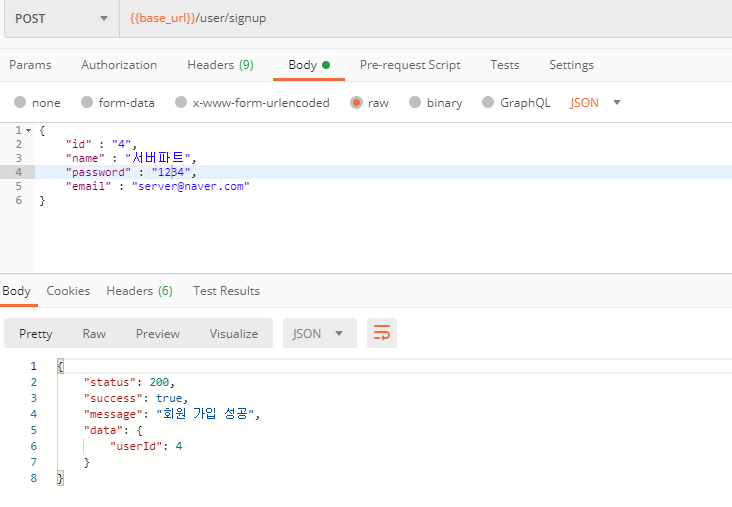 POST {{base_url}}/user/signup
Params Authorization Headers (9) Body Pre-request Script Tests Settings
none form-data x-www-form-urlencoded raw binary GraphQL JSON
1 {
2 "id" : "4",
3 "name" : "서버파트",
4 "password" : "1234",
5 "email" : "server@naver.com"
6 }
Body Cookies Headers (6) Test Results
Pretty Raw Preview Visualize JSON
1 {
2 "status": 200,
3 "success": true,
4 "message": "회원 가입 성공",
5 "data": {
6 "userId": 4
7 }
8 }